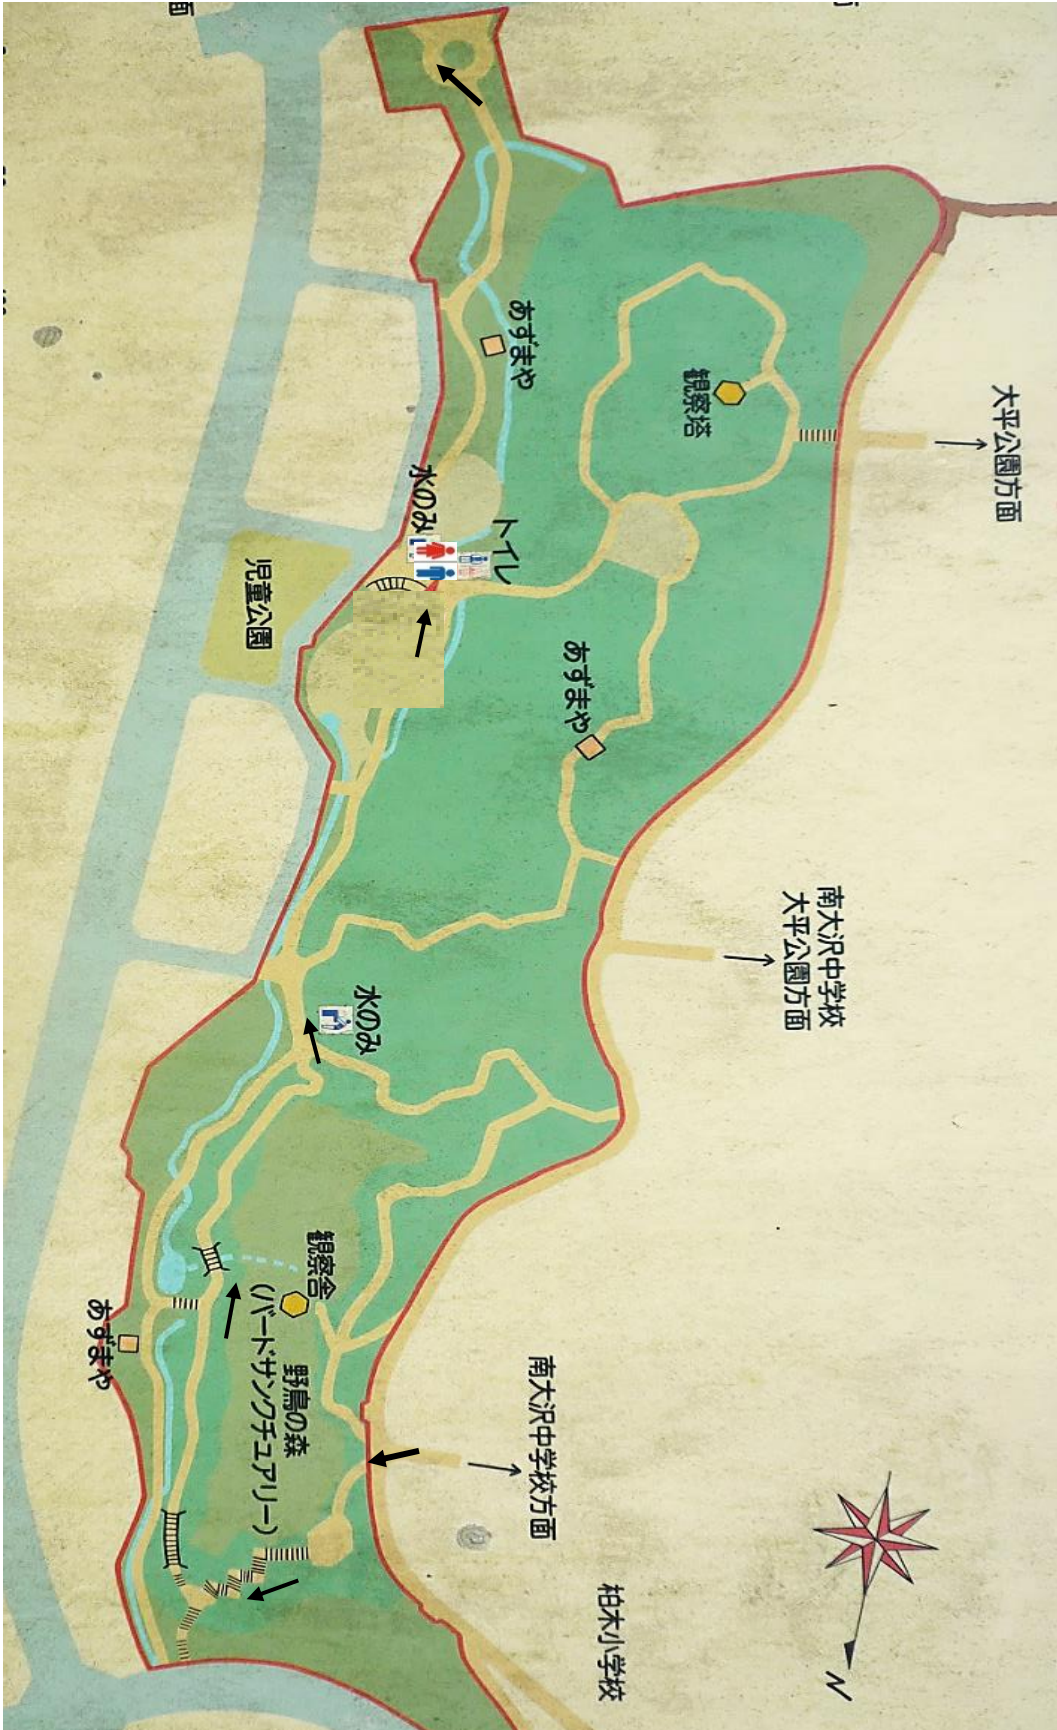 あずまや
観察塔
大平公園方面
水のみ
トイレ
児童公園
あずまや
南大沢中学校
大平公園方面
水のみ
観察舎
野鳥の森
(バードサンクチュアリー)
あずまや
南大沢中学校方面
柏木小学校
N